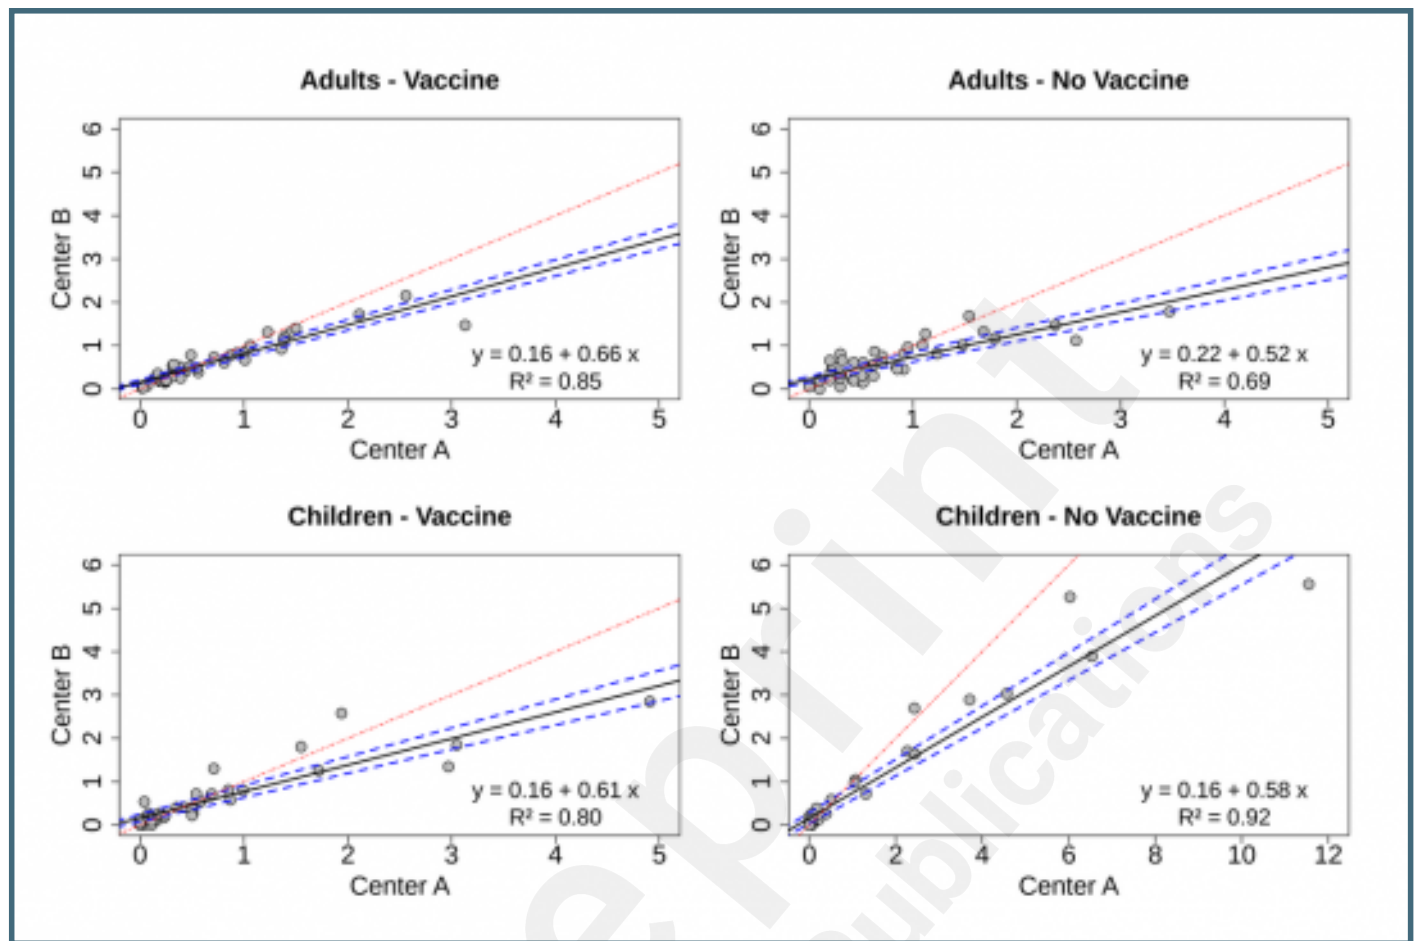 Adults - Vaccine
6
5
4
3
2
1
0
Center B
y = 0.16 + 0.66 x
R² = 0.85
0 1 2 3 4 5
Center A
Adults - No Vaccine
6
5
4
3
2
1
0
Center B
y = 0.22 + 0.52 x
R² = 0.69
0 1 2 3 4 5
Center A
Children - Vaccine
6
5
4
3
2
1
0
Center B
y = 0.16 + 0.61 x
R² = 0.80
0 1 2 3 4 5
Center A
Children - No Vaccine
6
5
4
3
2
1
0
Center B
y = 0.16 + 0.58 x
R² = 0.92
0 2 4 6 8 10 12
Center A
eprint
publications